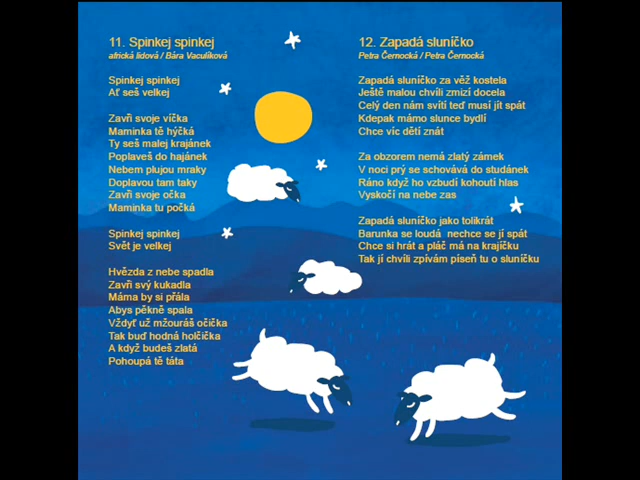 11. Spinkej spinkej
africká lidová / Bára Vaculíková
Spinkej spinkej
Ať seš velkej
Zavři svoje víčka
Maminka tě hýčká
Ty seš malej krajánek
Poplaveš do hajánek
Nebem plujou mraky
Doplavou tam taky
Zavři svoje očka
Maminka tu počká
Spinkej spinkej
Svět je velkej
Hvězda z nebe spadla
Zavři svý kukadla
Máma by si přála
Abys pěkně spala
Vždyť už mžouráš očička
Tak buď hodná holčička
A když budeš zlatá
Pohoupá tě táta
12. Zapadá sluníčko
Petra Černocká / Petra Černocká
Zapadá sluníčko za věž kostela
Ještě malou chvíli zmizí docela
Celý den nám svítí teď musí jít spát
Kdepak mámo slunce bydlí
Chce víc dětí znát
Za obzorem nemá zlatý zámek
V noci prý se schovává do studánek
Ráno když ho vzbudí kohoutí hlas
Vyskočí na nebe zas
Zapadá sluníčko jako tolikrát
Barunka se loudá nechce se jí spát
Chce si hrát a pláč má na krajíčku
Tak jí chvíli zpívám píseň tu o sluníčku